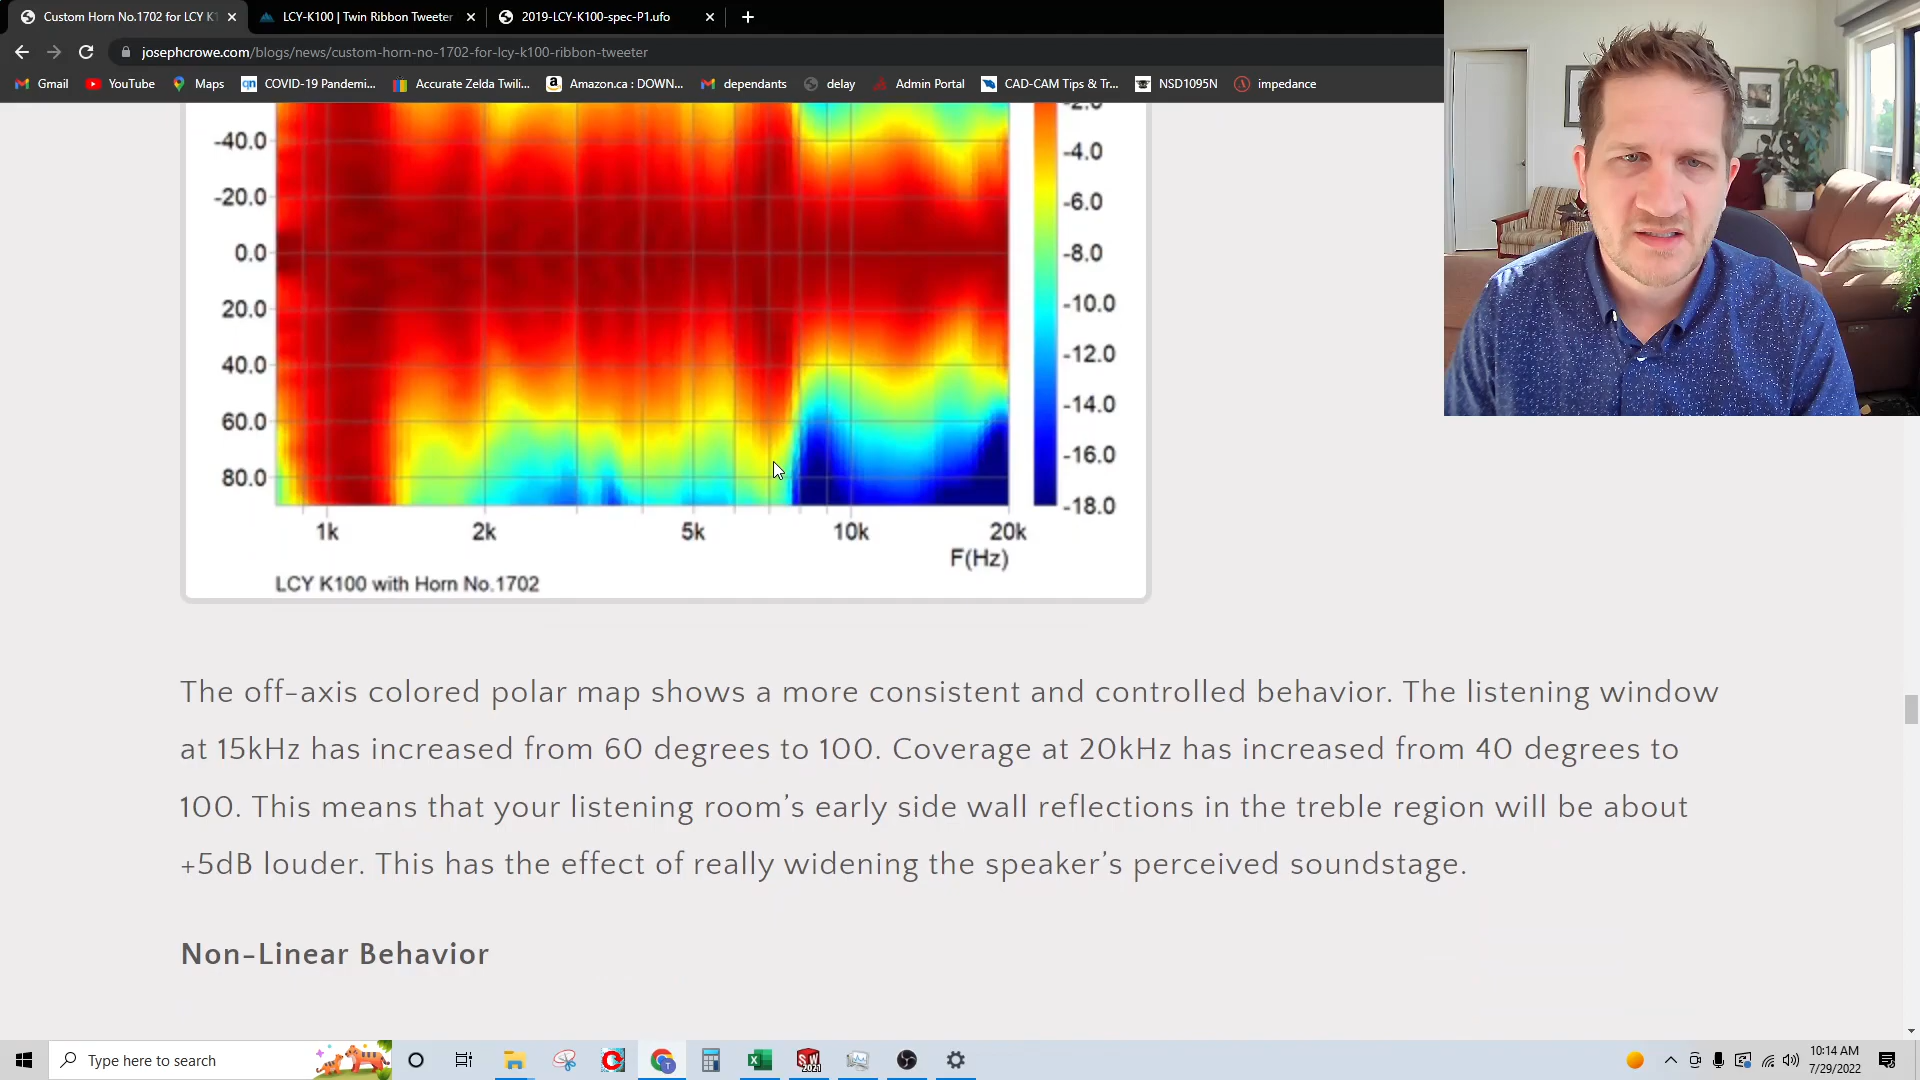 Custom Horn No.1702 for LCY K1
LCY-K100 | Twin Ribbon Tweeter
2019-LCY-K100-spec-P1.ufo
josephcrowe.com/blogs/news/custom-horn-no-1702-for-lcy-k100-ribbon-tweeter
Gmail
YouTube
Maps
COVID-19 Pandemi...
Accurate Zelda Twili...
Amazon.ca : DOWN...
dependants
delay
Admin Portal
CAD-CAM Tips & Tr...
NSD1095N
impedance
-2.0
-40.0
-4.0
-20.0
-6.0
0.0
-8.0
20.0
-10.0
40.0
-12.0
60.0
-14.0
-16.0
80.0
-18.0
1k 2k 5k 10k 20k
F(Hz)
LCY K100 with Horn No.1702
The off-axis colored polar map shows a more consistent and controlled behavior. The listening window
at 15kHz has increased from 60 degrees to 100. Coverage at 20kHz has increased from 40 degrees to
100. This means that your listening room’s early side wall reflections in the treble region will be about
+5dB louder. This has the effect of really widening the speaker’s perceived soundstage.
Non-Linear Behavior
Type here to search
10:14 AM
7/29/2022